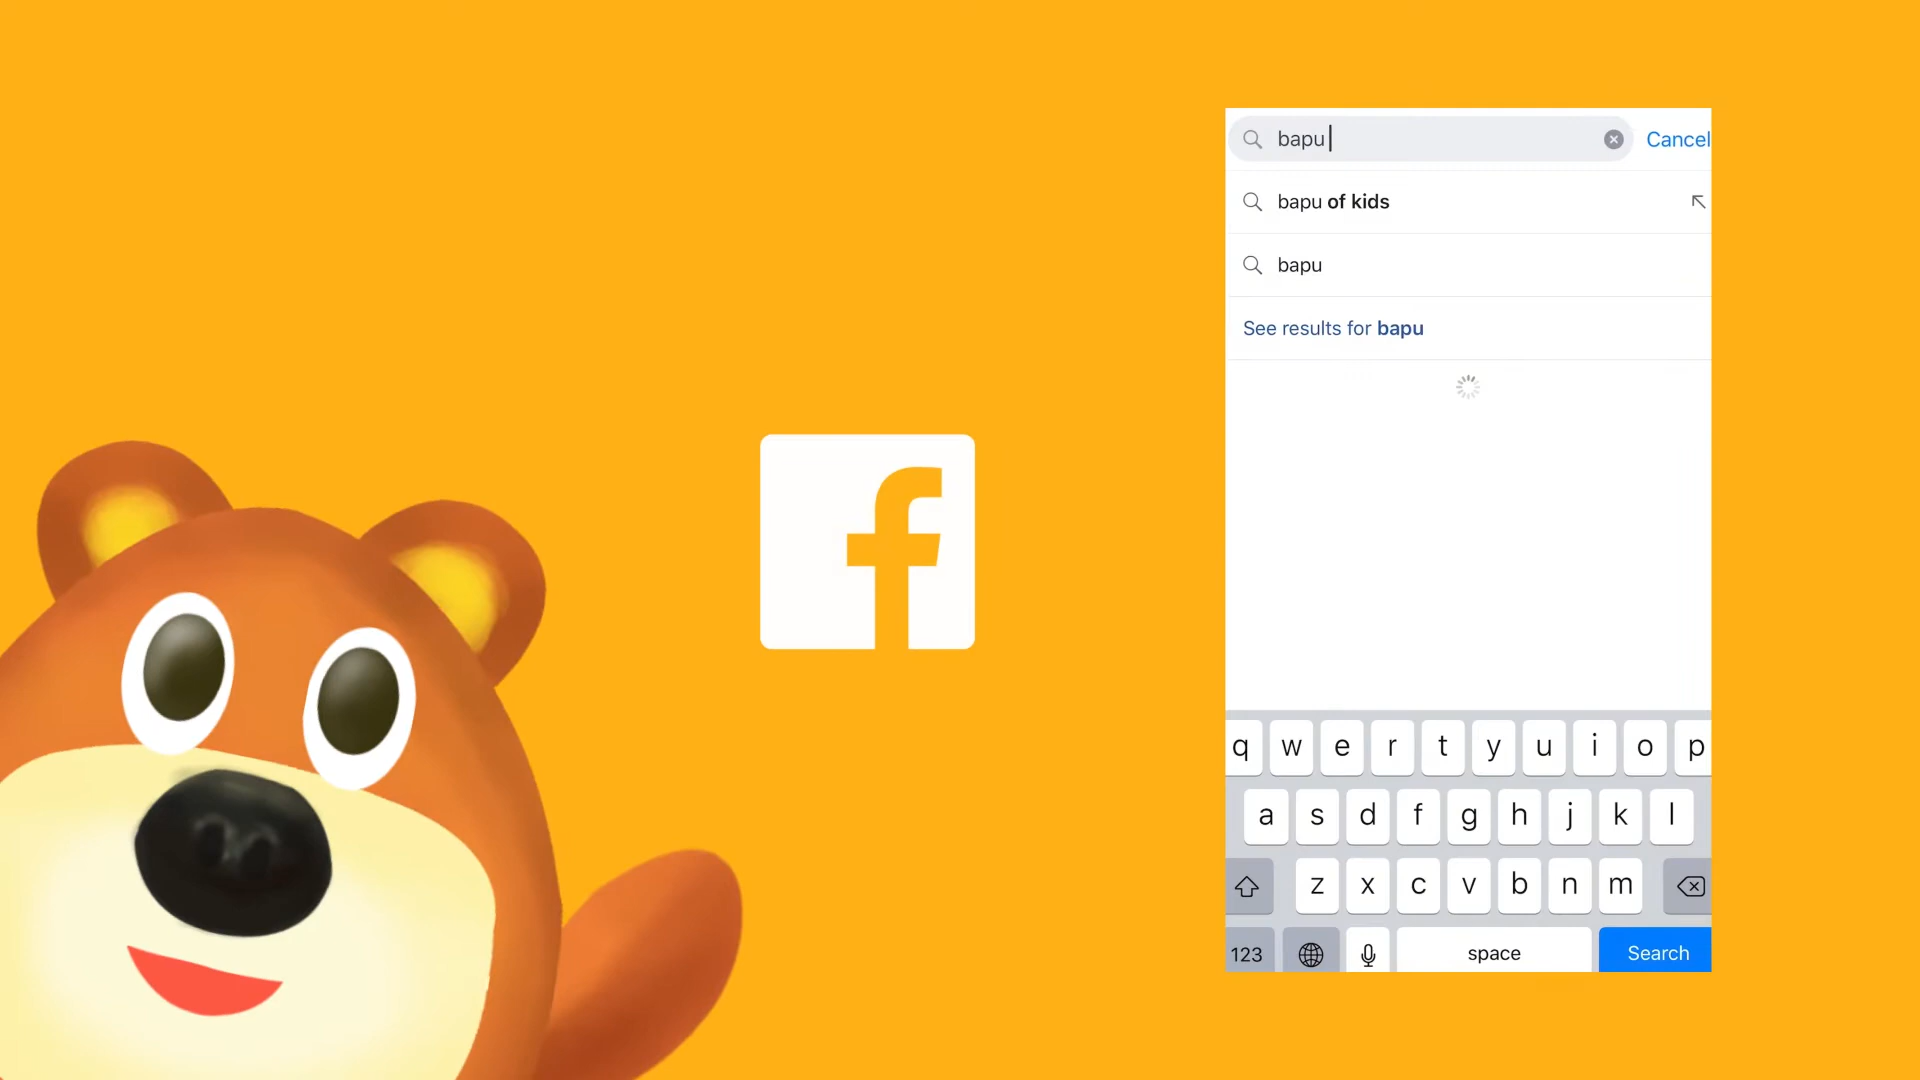 f
bapu
Cancel
bapu of kids
bapu
See results for bapu
q w e r t y u i o p
a s d f g h j k l
z x c v b n m
123 space Search